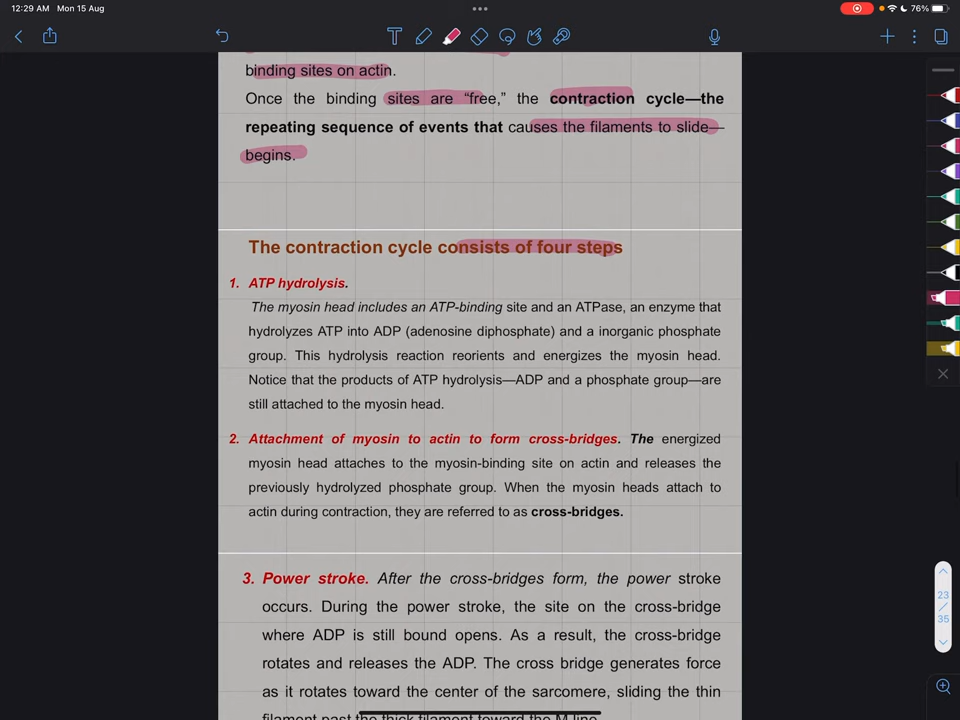 12:29 AM Mon 15 Aug
76%
binding sites on actin.
Once the binding sites are “free,” the contraction cycle—the
repeating sequence of events that causes the filaments to slide—
begins.
The contraction cycle consists of four steps
1. ATP hydrolysis.
The myosin head includes an ATP-binding site and an ATPase, an enzyme that
hydrolyzes ATP into ADP (adenosine diphosphate) and a inorganic phosphate
group. This hydrolysis reaction reorients and energizes the myosin head.
Notice that the products of ATP hydrolysis—ADP and a phosphate group—are
still attached to the myosin head.
2. Attachment of myosin to actin to form cross-bridges. The energized
myosin head attaches to the myosin-binding site on actin and releases the
previously hydrolyzed phosphate group. When the myosin heads attach to
actin during contraction, they are referred to as cross-bridges.
3. Power stroke. After the cross-bridges form, the power stroke
occurs. During the power stroke, the site on the cross-bridge
where ADP is still bound opens. As a result, the cross-bridge
rotates and releases the ADP. The cross bridge generates force
as it rotates toward the center of the sarcomere, sliding the thin
filament past the thick filament toward the M line.
23
/
35